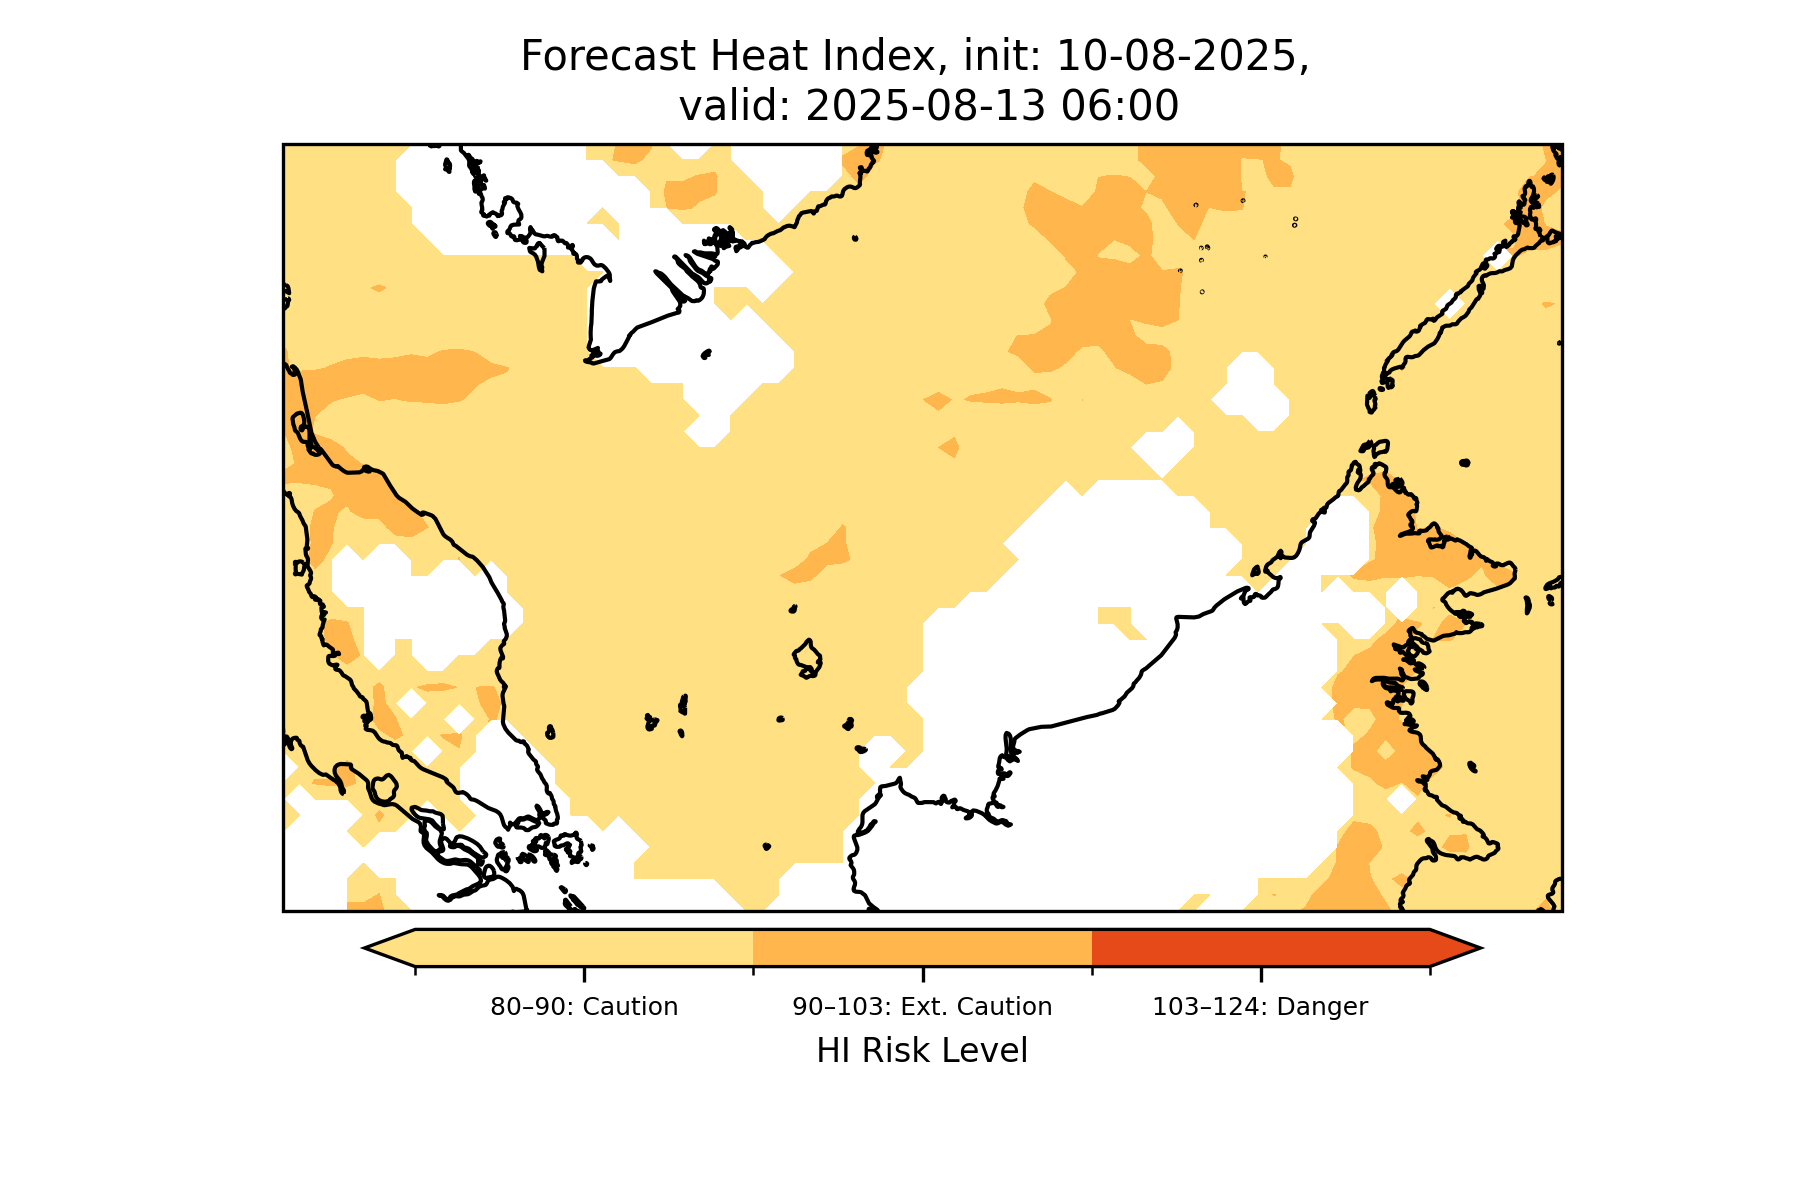 Forecast Heat Index, init: 10-08-2025,
valid: 2025-08-13 06:00
80–90: Caution
90–103: Ext. Caution
103–124: Danger
HI Risk Level